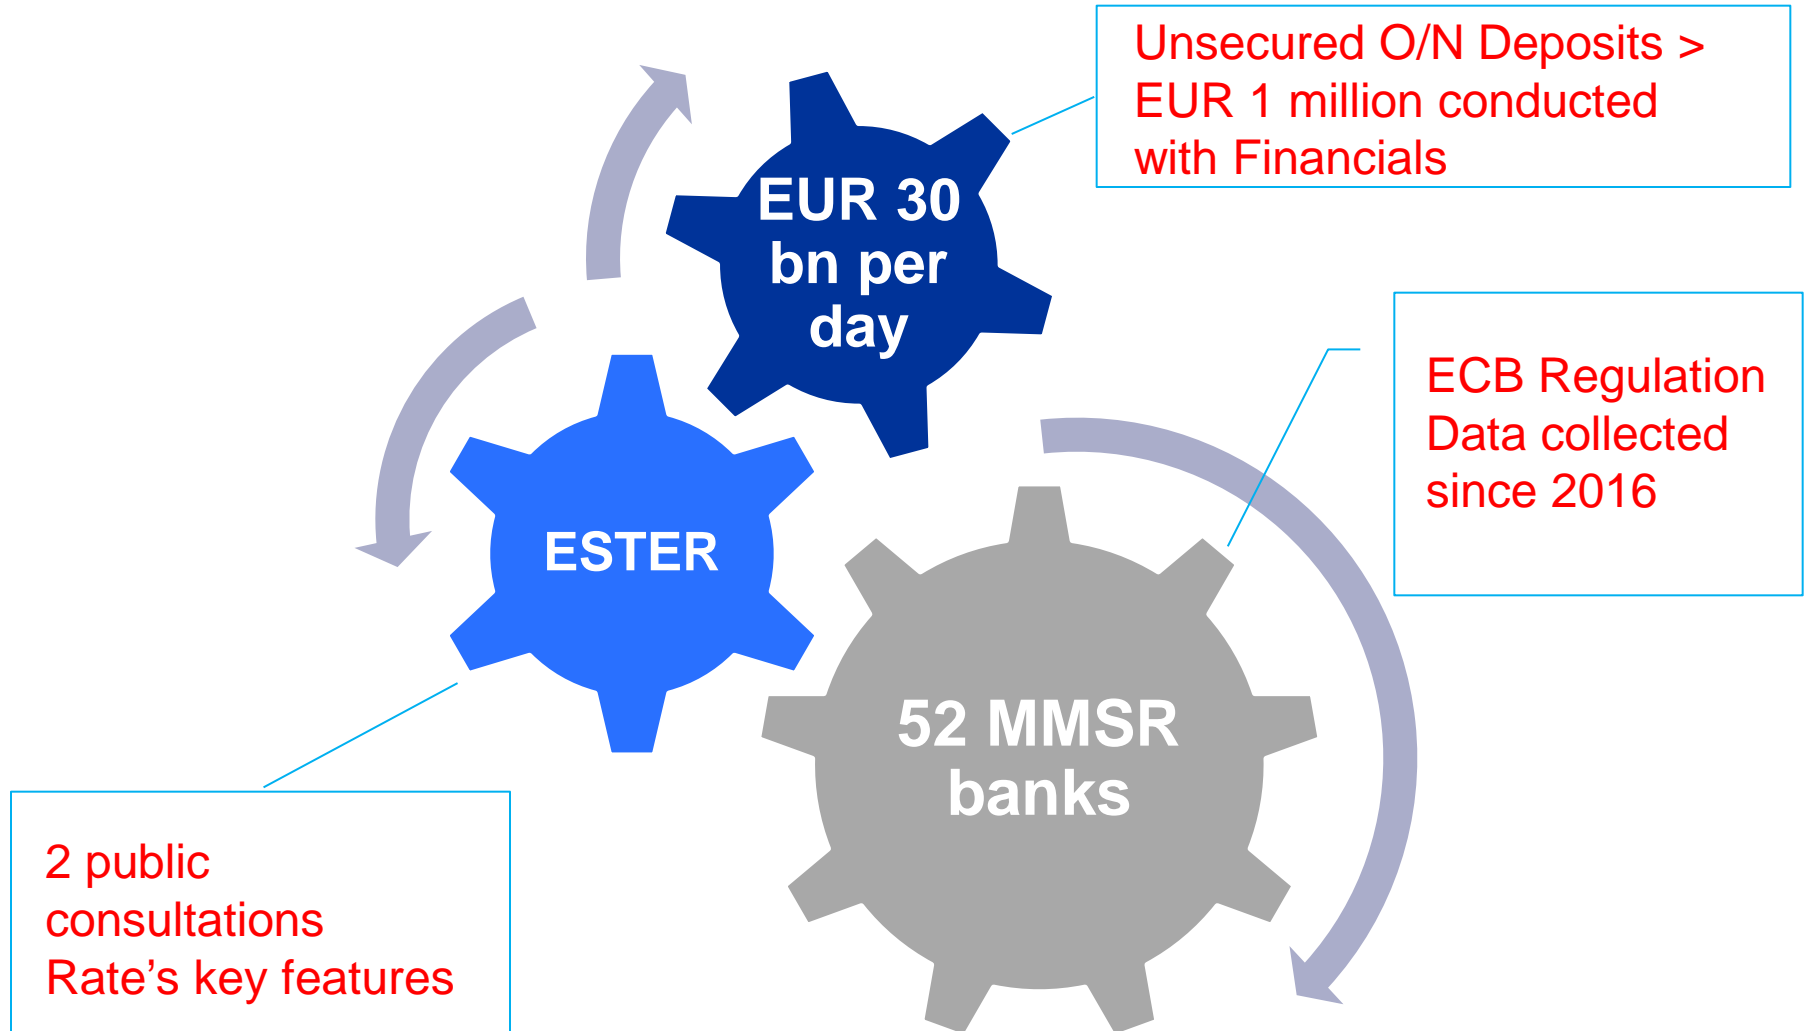 Unsecured O/N Deposits >
EUR 1 million conducted
with Financials
EUR 30
bn per
day
ECB Regulation
Data collected
since 2016
ESTER
52 MMSR
banks
2 public
consultations
Rate’s key features